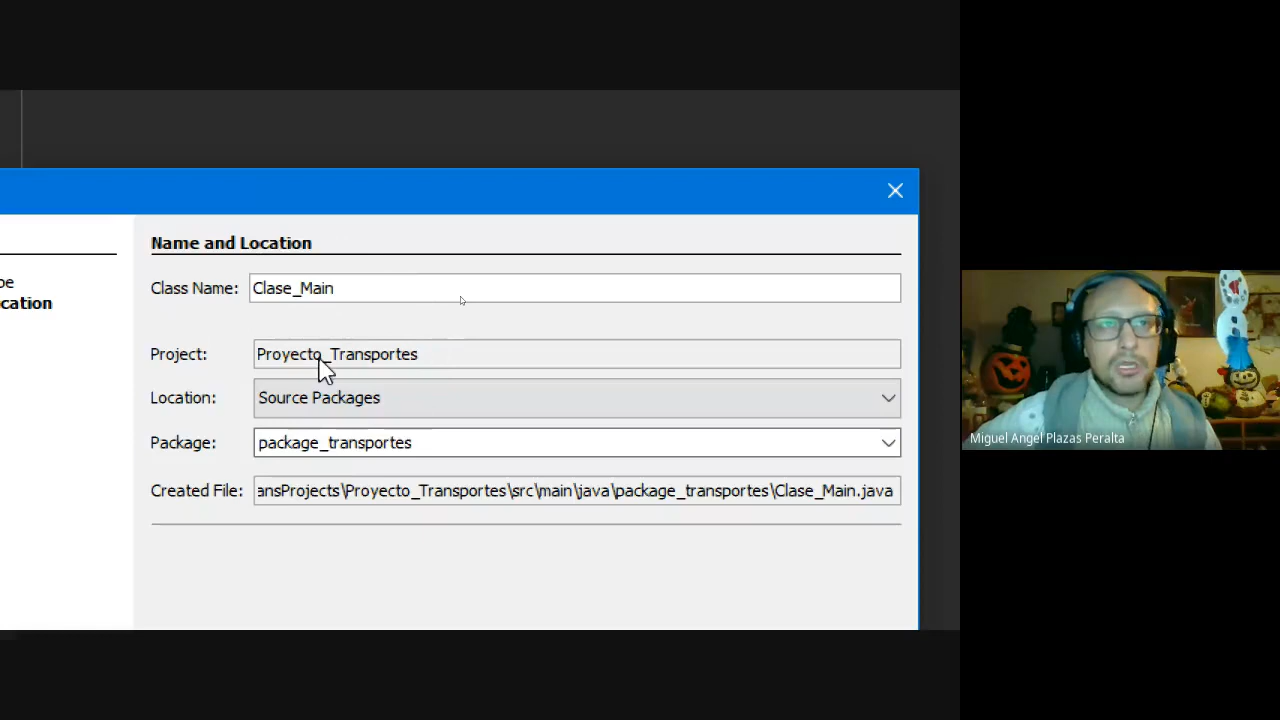 Name and Location
pe
cation
Class Name: Clase_Main
Project: Proyecto_Transportes
Location: Source Packages
Package: package_transportes
Created File: ansProjects\Proyecto_Transportes\src\main\java\package_transportes\Clase_Main.java
Miguel Angel Plazas Peralta